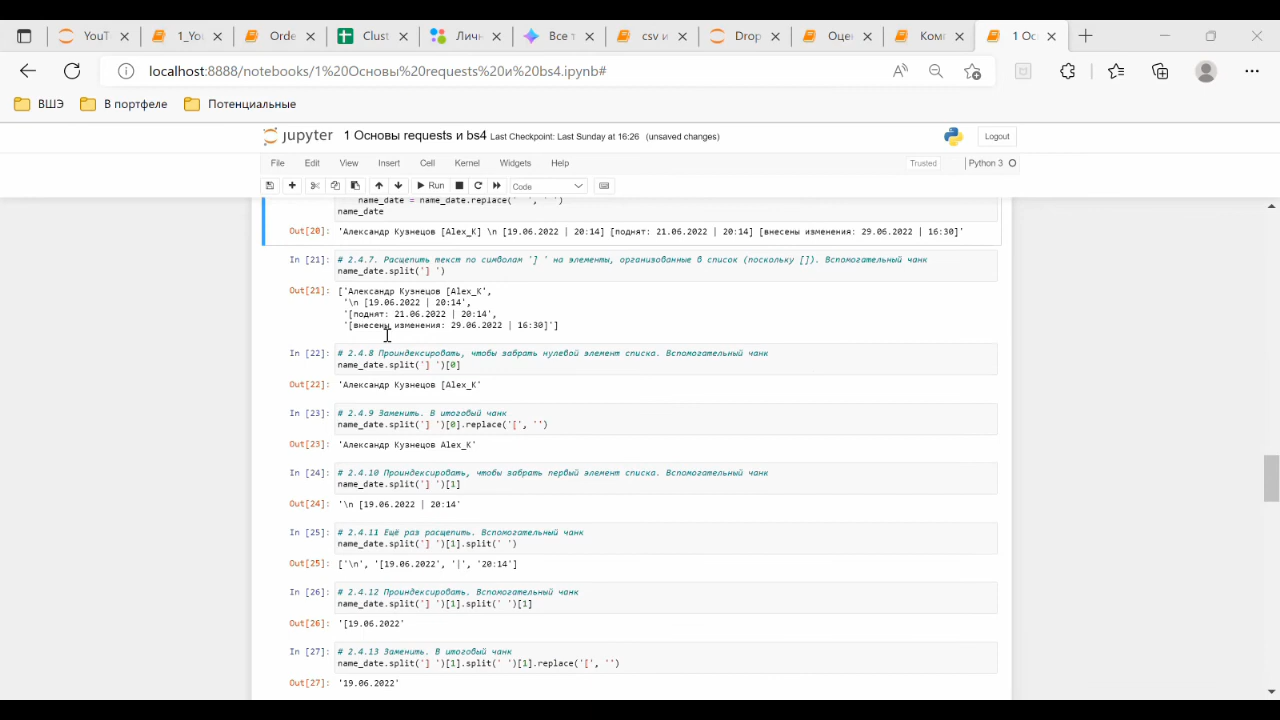 YouT
1_You
Orde
Clust
Личн
Все т
csv и
Drop
Оцен
Комп
1 Ос
localhost:8888/notebooks/1%20Основы%20requests%20и%20bs4.ipynb#
ВШЭ
В портфеле
Потенциальные
jupyter 1 Основы requests и bs4 Last Checkpoint: Last Sunday at 16:26 (unsaved changes)
Logout
File Edit View Insert Cell Kernel Widgets Help
Trusted
Python 3
Run
Code
name_date = name_date.replace('  ', ' ')
name_date
Out[20]: 'Александр Кузнецов [Alex_K] \n [19.06.2022 | 20:14] [поднят: 21.06.2022 | 20:14] [внесены изменения: 29.06.2022 | 16:30]'
In [21]: # 2.4.7. Расщепить текст по символам '] ' на элементы, организованные в список (поскольку []). Вспомогательный чанк
name_date.split('] ')
Out[21]: ['Александр Кузнецов [Alex_K',
'\n [19.06.2022 | 20:14',
'[поднят: 21.06.2022 | 20:14',
'[внесены изменения: 29.06.2022 | 16:30]']
In [22]: # 2.4.8 Проиндексировать, чтобы забрать нулевой элемент списка. Вспомогательный чанк
name_date.split('] ')[0]
Out[22]: 'Александр Кузнецов [Alex_K'
In [23]: # 2.4.9 Заменить. В итоговый чанк
name_date.split('] ')[0].replace('[', '')
Out[23]: 'Александр Кузнецов Alex_K'
In [24]: # 2.4.10 Проиндексировать, чтобы забрать первый элемент списка. Вспомогательный чанк
name_date.split('] ')[1]
Out[24]: '\n [19.06.2022 | 20:14'
In [25]: # 2.4.11 Ещё раз расщепить. Вспомогательный чанк
name_date.split('] ')[1].split(' ')
Out[25]: ['\n', '[19.06.2022', '|', '20:14']
In [26]: # 2.4.12 Проиндексировать. Вспомогательный чанк
name_date.split('] ')[1].split(' ')[1]
Out[26]: '[19.06.2022'
In [27]: # 2.4.13 Заменить. В итоговый чанк
name_date.split('] ')[1].split(' ')[1].replace('[', '')
Out[27]: '19.06.2022'